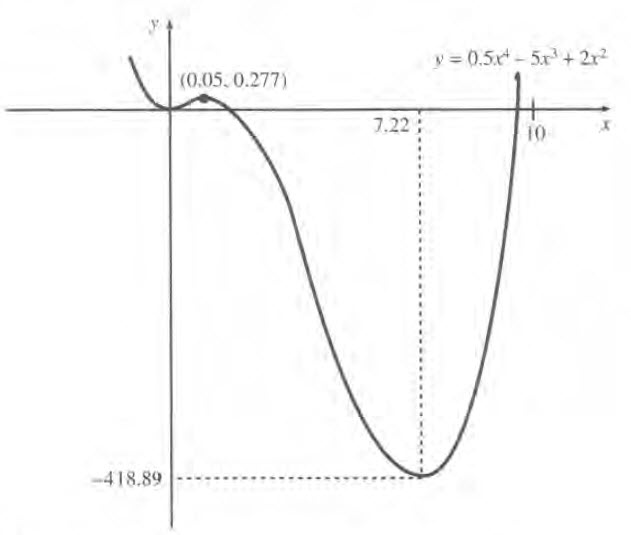 y
y = 0.5x⁴ – 5x³ + 2x²
(0.05, 0.277)
7.22
10
x
–418.89